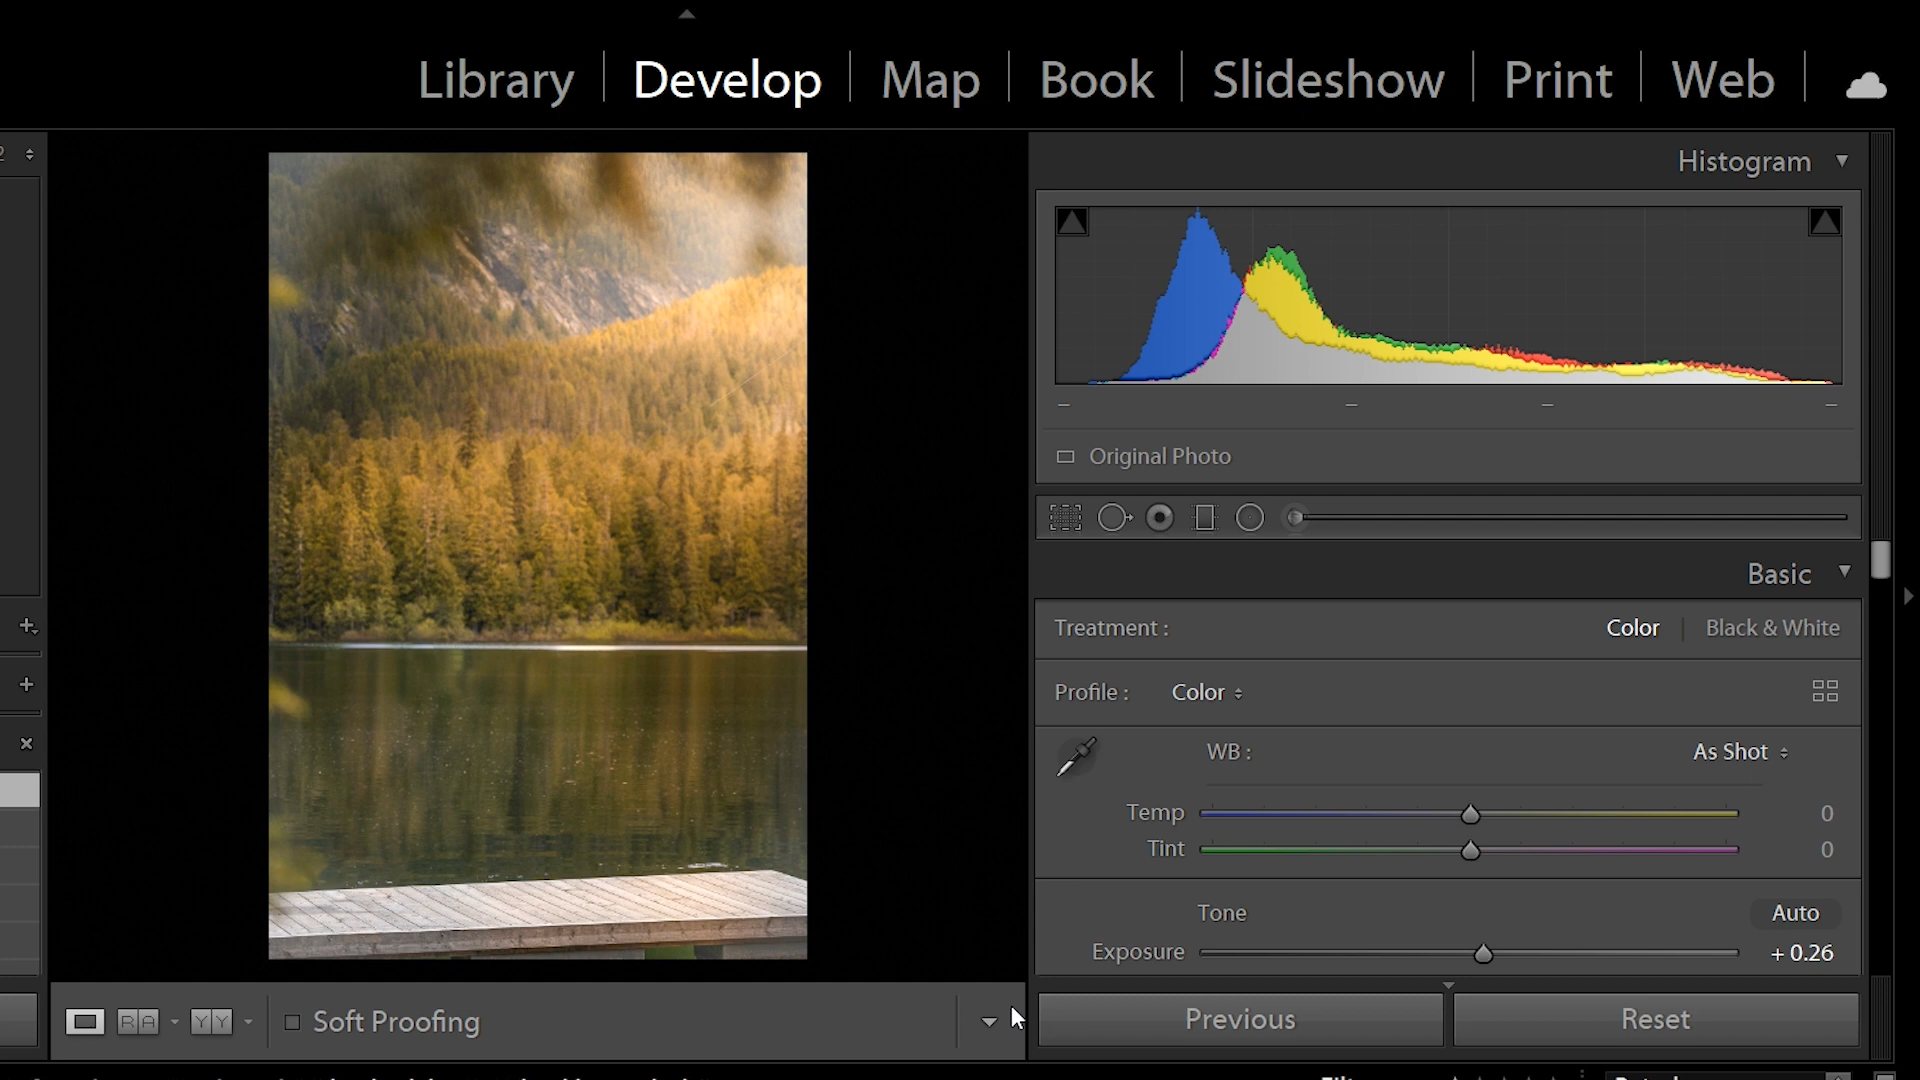 Library | Develop | Map | Book | Slideshow | Print | Web
Histogram
Original Photo
Basic
Treatment : Color | Black & White
Profile : Color
WB : As Shot
Temp 0
Tint 0
Tone Auto
Exposure + 0.26
R A Y Y Soft Proofing
Previous Reset